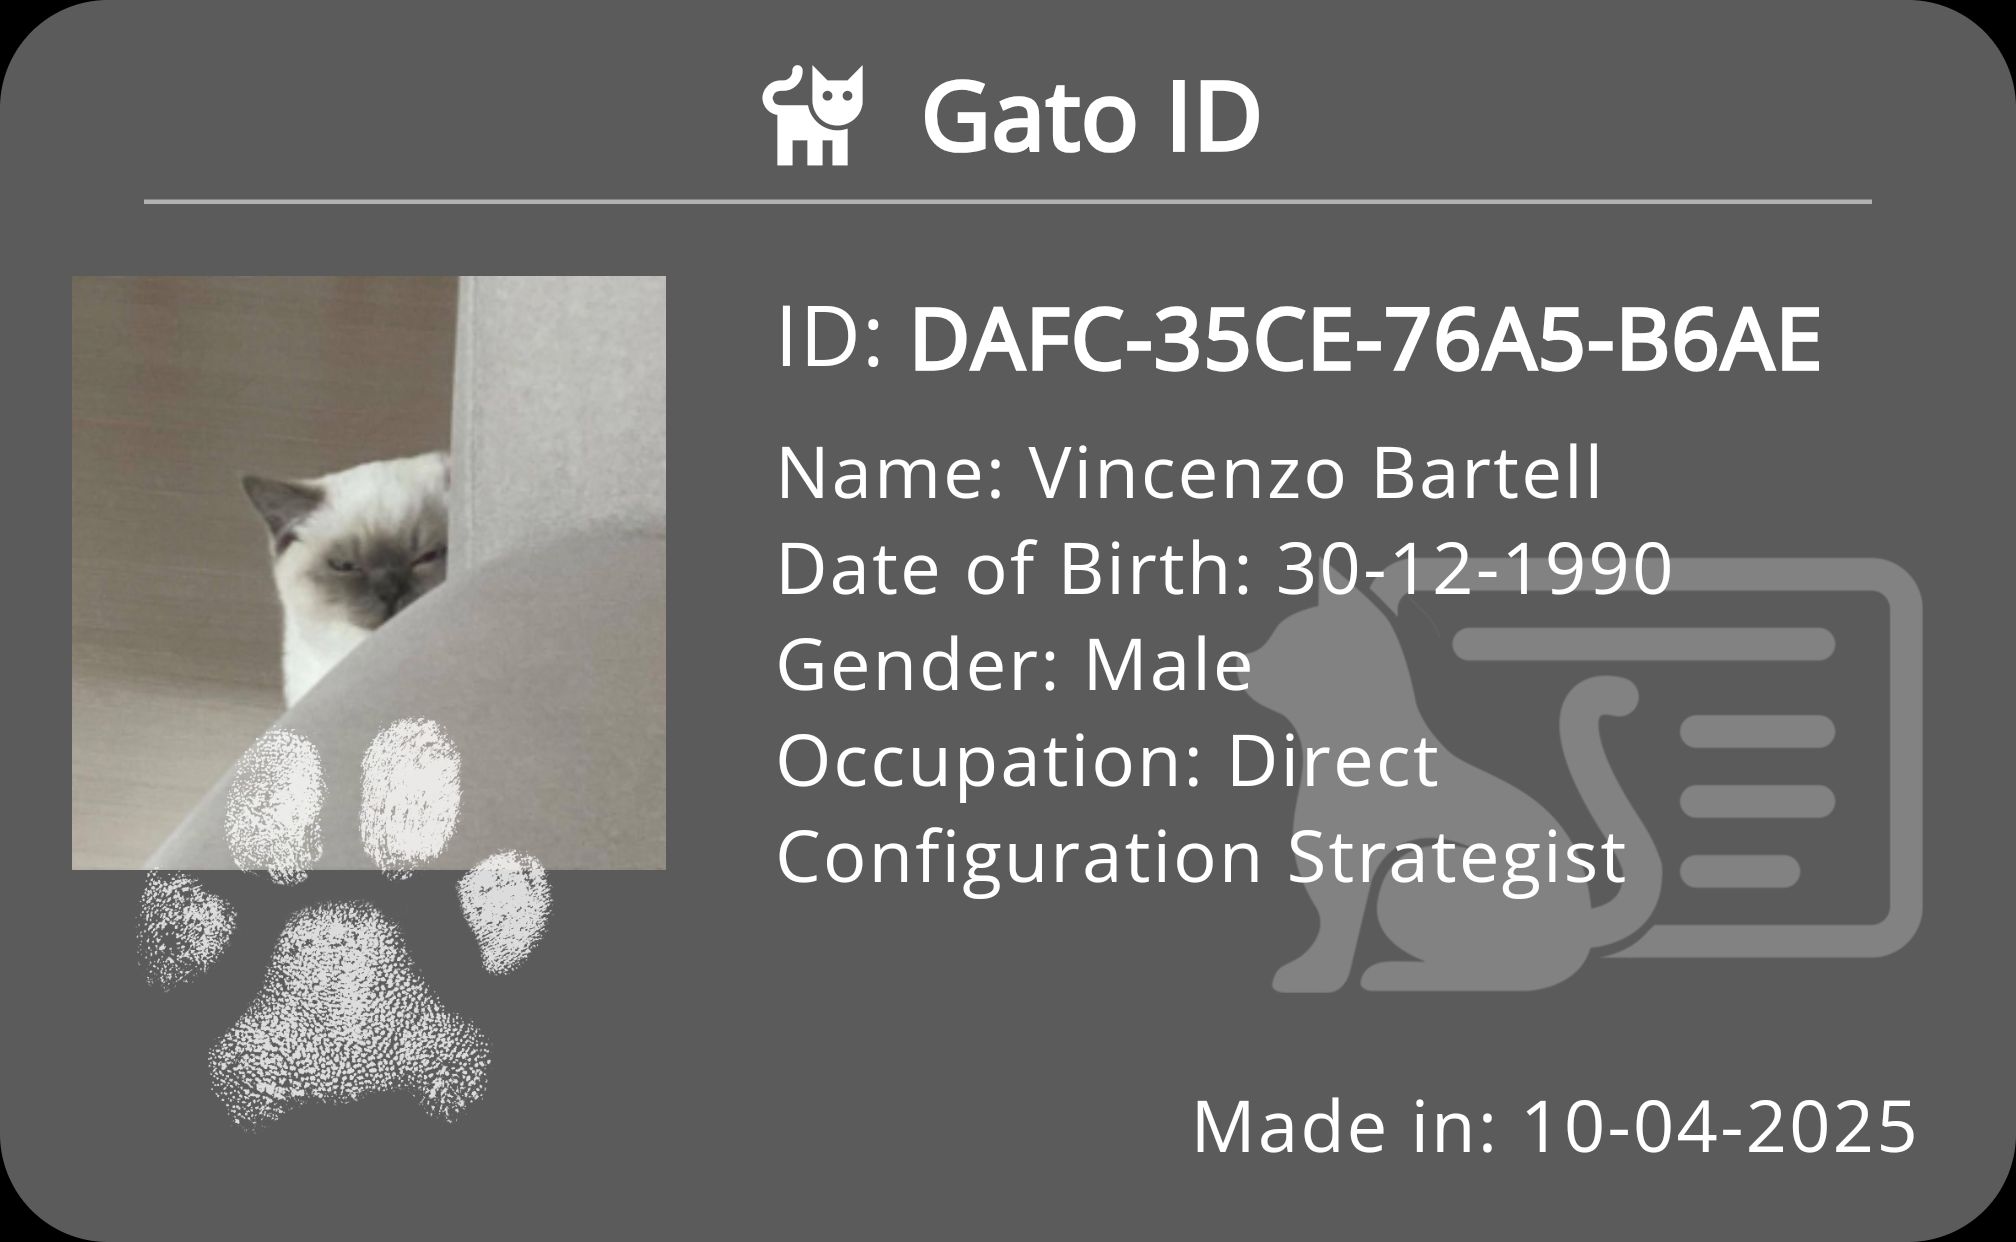 Gato ID
ID: DAFC-35CE-76A5-B6AE
Name: Vincenzo Bartell
Date of Birth: 30-12-1990
Gender: Male
Occupation: Direct
Configuration Strategist
Made in: 10-04-2025